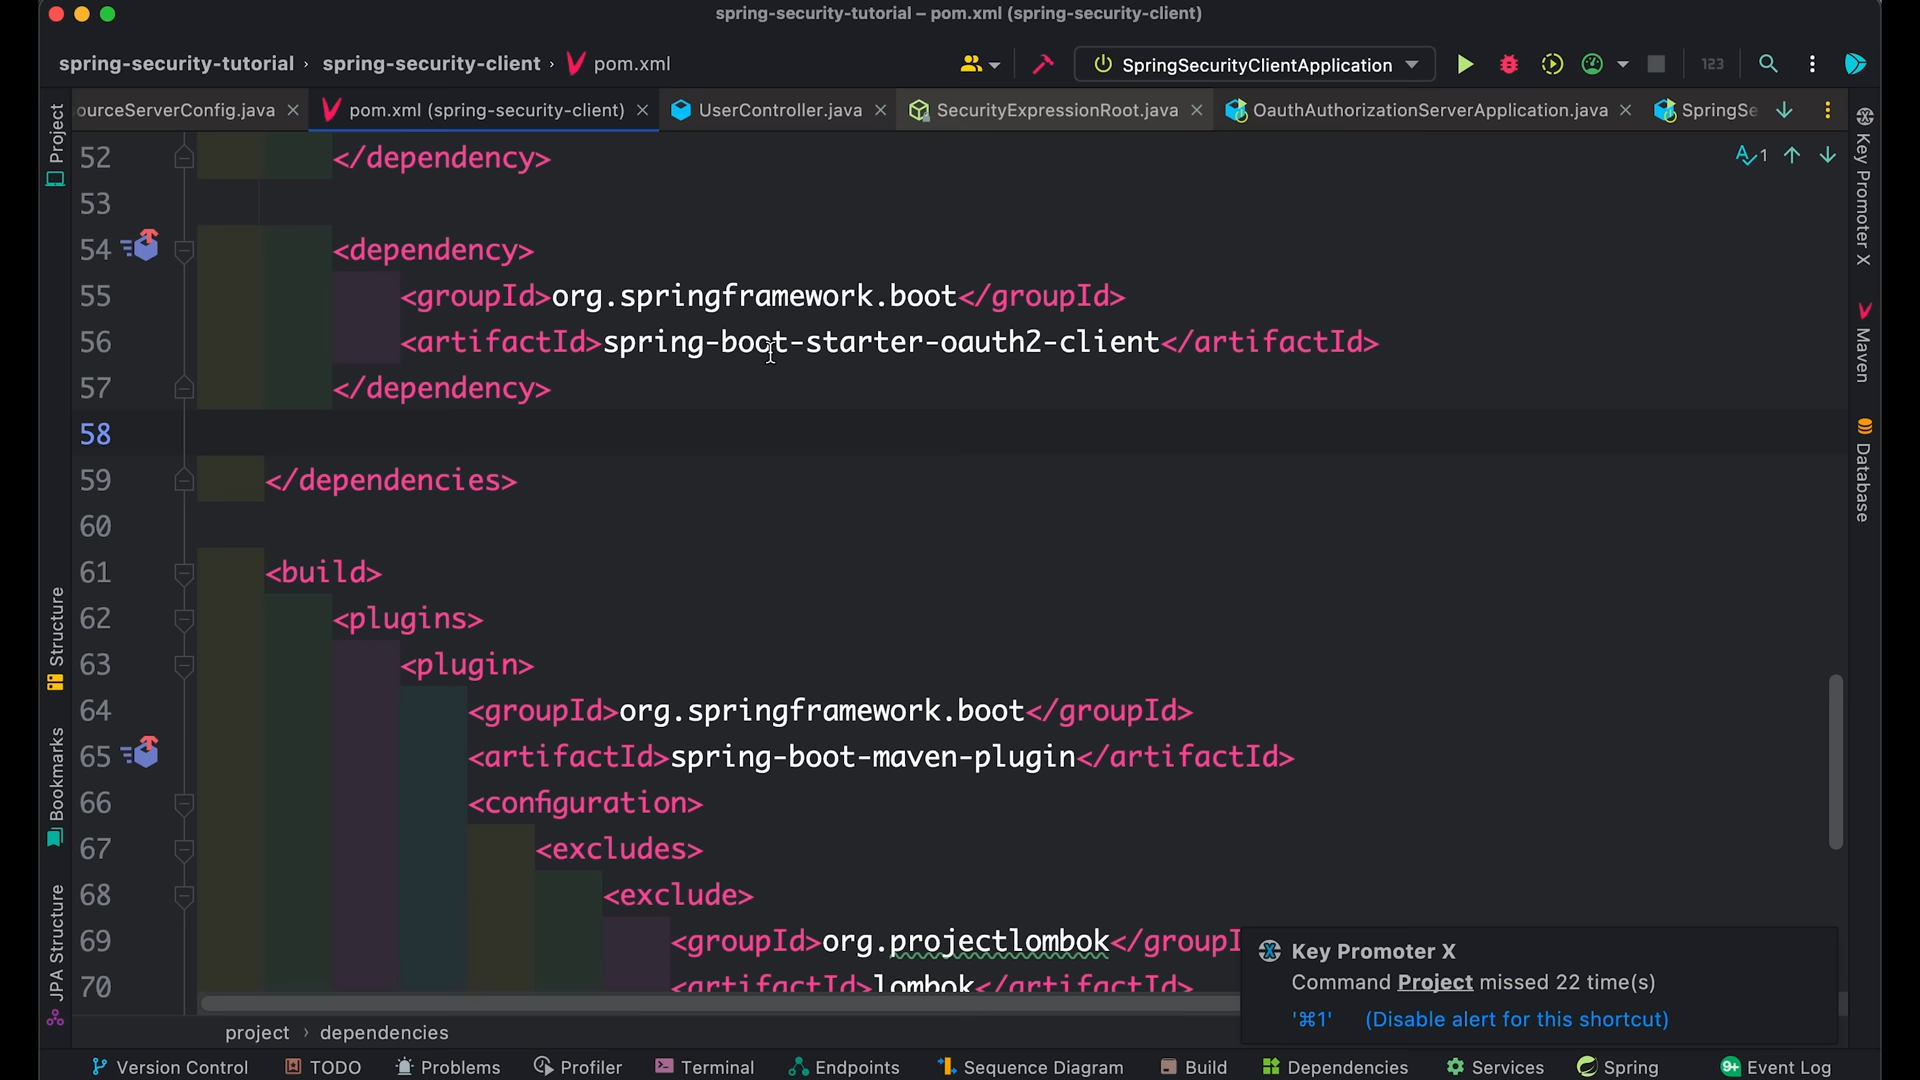 spring-security-tutorial – pom.xml (spring-security-client)
spring-security-tutorial › spring-security-client › pom.xml
SpringSecurityClientApplication
123
ourceServerConfig.java
pom.xml (spring-security-client)
UserController.java
SecurityExpressionRoot.java
OauthAuthorizationServerApplication.java
SpringSe
Project
Structure
Bookmarks
JPA Structure
1
52 </dependency>
53
54 <dependency>
55 <groupId>org.springframework.boot</groupId>
56 <artifactId>spring-boot-starter-oauth2-client</artifactId>
57 </dependency>
58
59 </dependencies>
60
61 <build>
62 <plugins>
63 <plugin>
64 <groupId>org.springframework.boot</groupId>
65 <artifactId>spring-boot-maven-plugin</artifactId>
66 <configuration>
67 <excludes>
68 <exclude>
69 <groupId>org.projectlombok</groupI
70 <artifactId>lombok</artifactId>
Key Promoter X
Maven
Database
Key Promoter X
Command Project missed 22 time(s)
'⌘1' (Disable alert for this shortcut)
project › dependencies
Version Control
TODO
Problems
Profiler
Terminal
Endpoints
Sequence Diagram
Build
Dependencies
Services
Spring
9+ Event Log